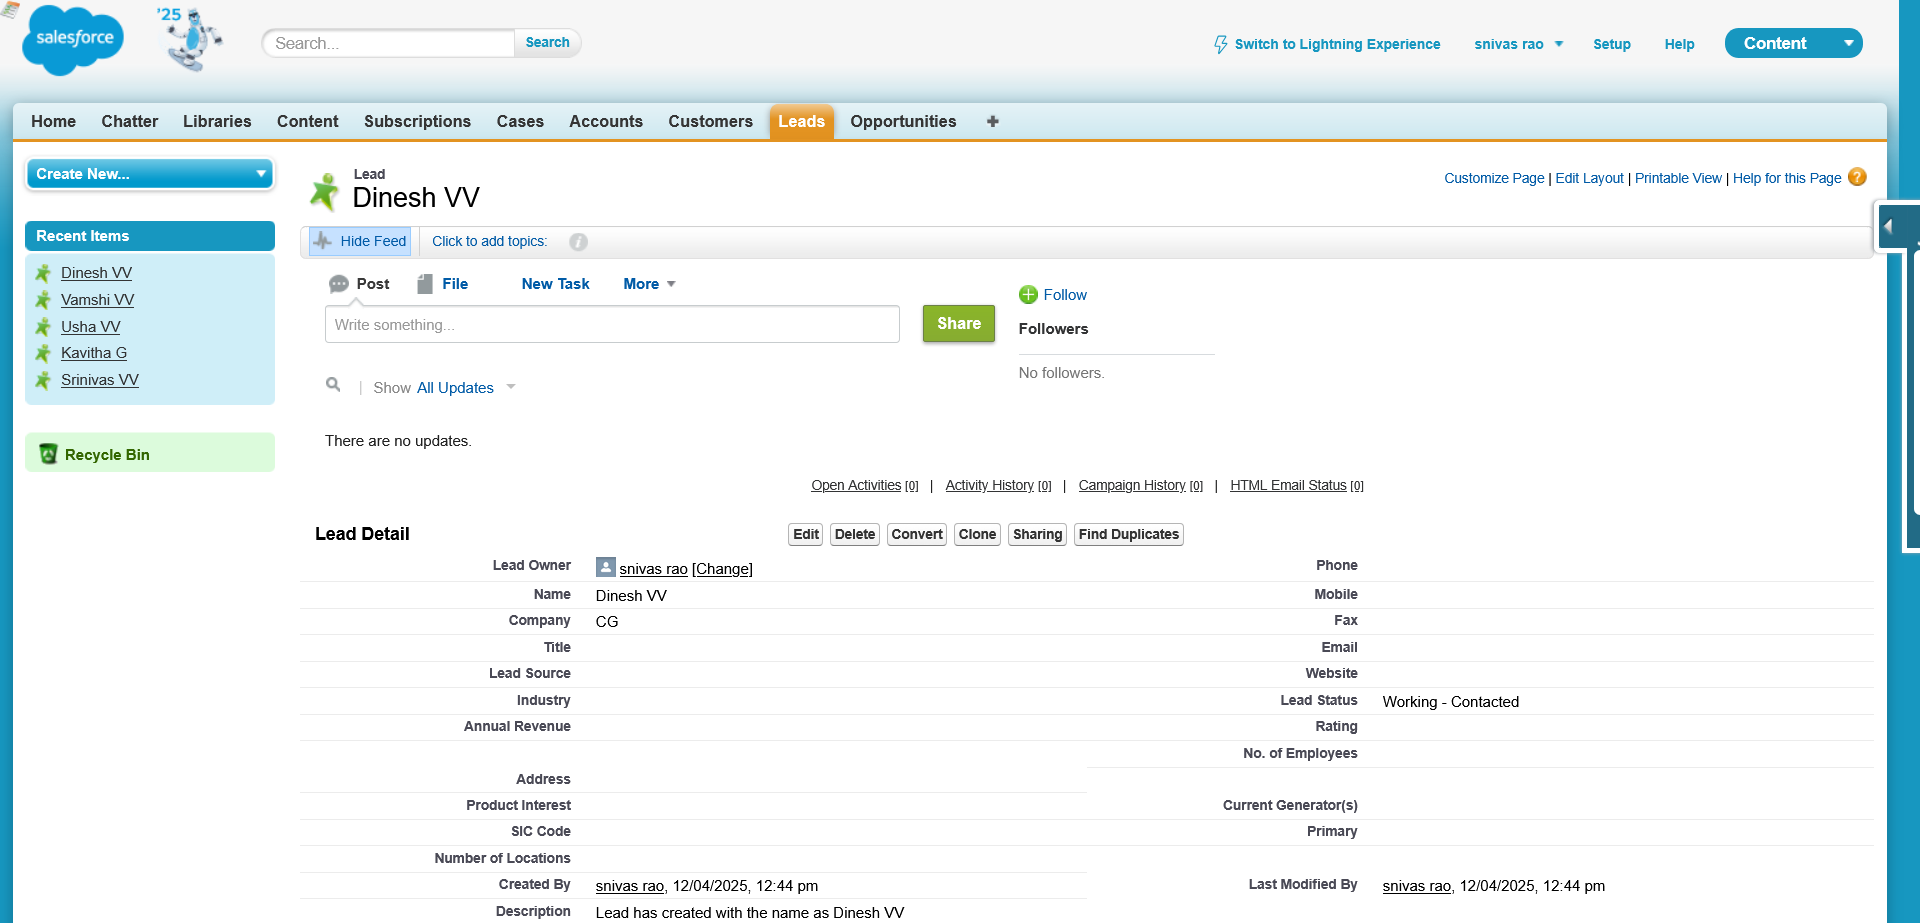 salesforce
'25
Search...
Search
Switch to Lightning Experience
snivas rao
Setup
Help
Content
Home
Chatter
Libraries
Content
Subscriptions
Cases
Accounts
Customers
Leads
Opportunities
+
Create New...
Recent Items
Dinesh VV
Vamshi VV
Usha VV
Kavitha G
Srinivas VV
Recycle Bin
Lead
Dinesh VV
Customize Page | Edit Layout | Printable View | Help for this Page ?
Hide Feed
Click to add topics: i
Post
File
New Task
More
Write something...
Share
Follow
Followers
No followers.
| Show All Updates
There are no updates.
Open Activities [0] | Activity History [0] | Campaign History [0] | HTML Email Status [0]
Lead Detail
Edit Delete Convert Clone Sharing Find Duplicates
Lead Owner snivas rao [Change] Phone
Name Dinesh VV Mobile
Company CG Fax
Title Email
Lead Source Website
Industry Lead Status Working - Contacted
Annual Revenue Rating
No. of Employees
Address
Product Interest Current Generator(s)
SIC Code Primary
Number of Locations
Created By snivas rao, 12/04/2025, 12:44 pm Last Modified By snivas rao, 12/04/2025, 12:44 pm
Description Lead has created with the name as Dinesh VV